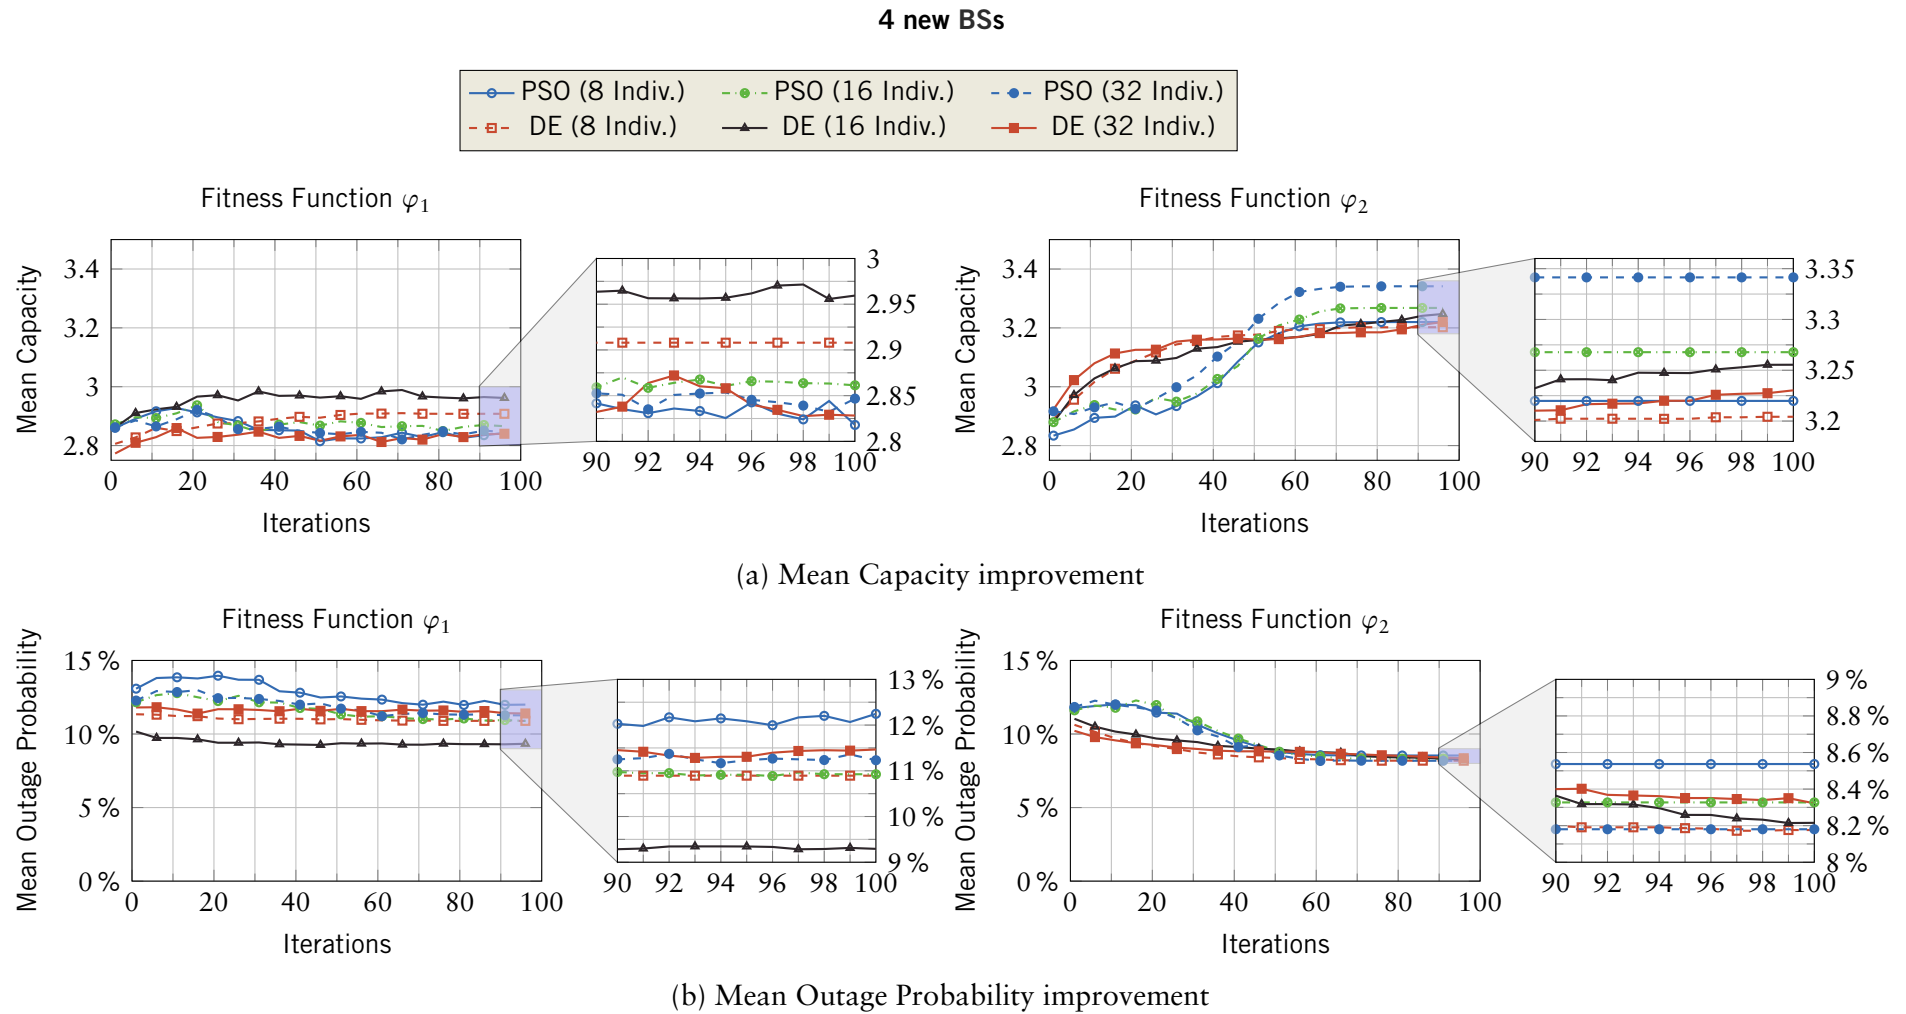 4 new BSs
PSO (8 Indiv.) PSO (16 Indiv.) PSO (32 Indiv.)
DE (8 Indiv.) DE (16 Indiv.) DE (32 Indiv.)
Fitness Function φ1
Mean Capacity
3.4
3.2
3
2.8
0 20 40 60 80 100
Iterations
3
2.95
2.9
2.85
2.8
90 92 94 96 98 100
Fitness Function φ2
Mean Capacity
3.4
3.2
3
2.8
0 20 40 60 80 100
Iterations
3.35
3.3
3.25
3.2
90 92 94 96 98 100
(a) Mean Capacity improvement
Fitness Function φ1
Mean Outage Probability
15 %
10 %
5 %
0 %
0 20 40 60 80 100
Iterations
13 %
12 %
11 %
10 %
9 %
90 92 94 96 98 100
Fitness Function φ2
Mean Outage Probability
15 %
10 %
5 %
0 %
0 20 40 60 80 100
Iterations
9 %
8.8 %
8.6 %
8.4 %
8.2 %
8 %
90 92 94 96 98 100
(b) Mean Outage Probability improvement